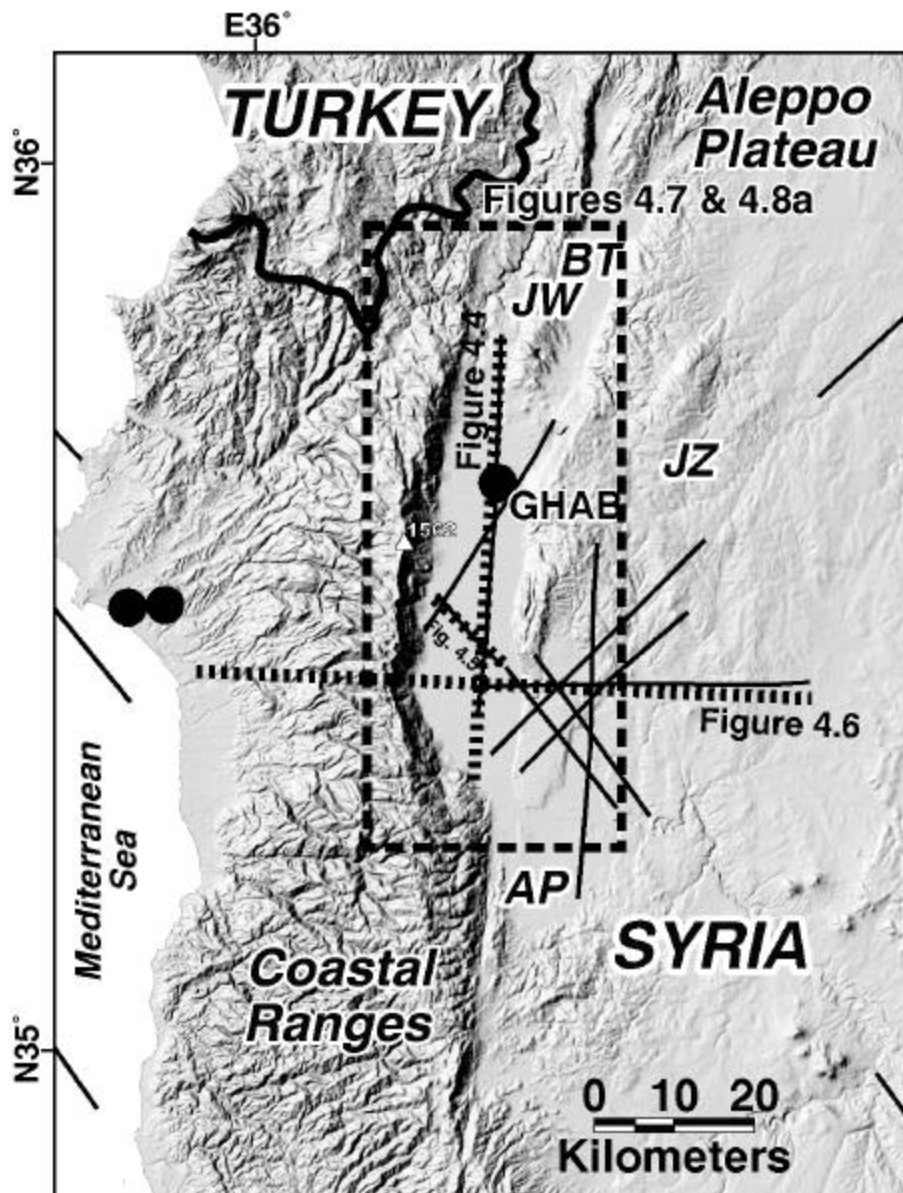 E36°
TURKEY
Aleppo
Plateau
N36°
Figures 4.7 & 4.8a
BT
JW
Figure 4.4
JZ
GHAB
1562
Fig. 4.5
Figure 4.6
Mediterranean
Sea
AP
SYRIA
Coastal
Ranges
N35°
0 10 20
Kilometers